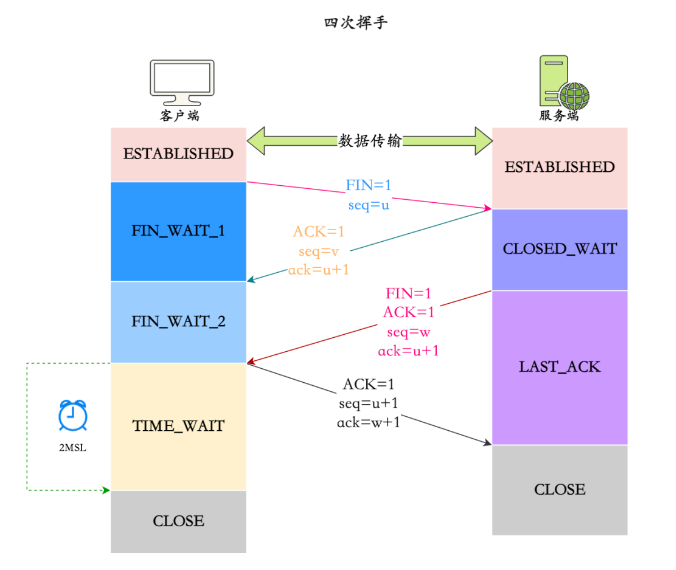 四次挥手
客户端
服务端
ESTABLISHED
数据传输
ESTABLISHED
FIN=1
seq=u
FIN_WAIT_1
ACK=1
seq=v
ack=u+1
CLOSED_WAIT
FIN_WAIT_2
FIN=1
ACK=1
seq=w
ack=u+1
LAST_ACK
ACK=1
seq=u+1
ack=w+1
TIME_WAIT
2MSL
CLOSE
CLOSE